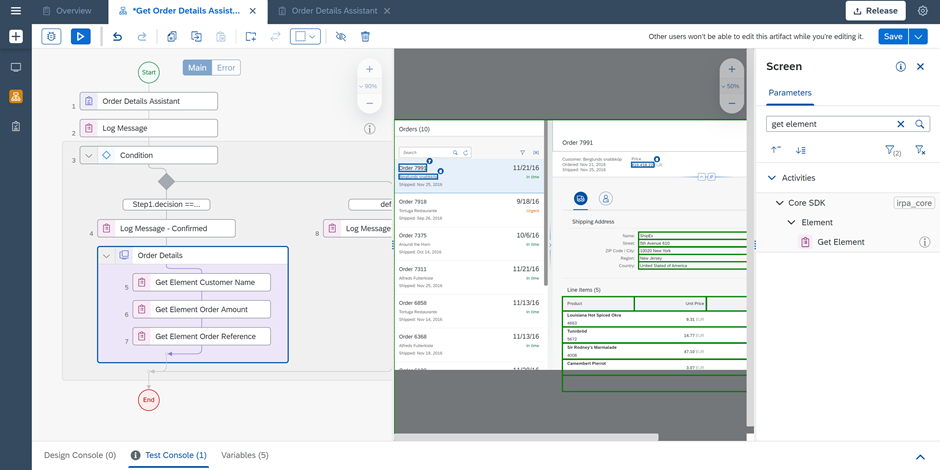 Overview
*Get Order Details Assist...
Order Details Assistant
Release
Other users won't be able to edit this artifact while you're editing it.
Save
Start
Main
Error
90%
1
Order Details Assistant
2
Log Message
3
Condition
Step1.decision ==...
def
4
Log Message - Confirmed
8
Log Message
Order Details
5
Get Element Customer Name
6
Get Element Order Amount
7
Get Element Order Reference
End
Orders (10)
Search
Order 7991
11/21/16
Berglunds snabbköp
In time
Shipped: Nov 25, 2016
Order 7918
9/18/16
Tortuga Restaurante
Urgent
Shipped: Sep 26, 2016
Order 7375
10/6/16
Around the Horn
In time
Shipped: Oct 24, 2016
Order 7311
11/21/16
Alfreds Futterkiste
In time
Shipped: Nov 25, 2016
Order 6858
11/13/16
Tortuga Restaurante
In time
Shipped: Nov 14, 2016
Order 6368
11/13/16
Alfreds Futterkiste
In time
Shipped: Nov 19, 2016
50%
Order 7991
Customer: Berglunds snabbköp
Price
Ordered: Nov 21, 2016
Shipped: Nov 25, 2016
Shipping Address
Name:
ShipEx
Street:
5th Avenue 610
ZIP Code / City:
10020 New York
Region:
New Jersey
Country:
United States of America
Line Items (5)
Product
Unit Price
Louisiana Hot Spiced Okra
9.31 EUR
4693
Tunnbröd
16.77 EUR
5672
Sir Rodney's Marmalade
47.10 EUR
4008
Camembert Pierrot
3.07 EUR
Screen
Parameters
get element
(2)
Activities
Core SDK
irpa_core
Element
Get Element
Design Console (0)
Test Console (1)
Variables (5)